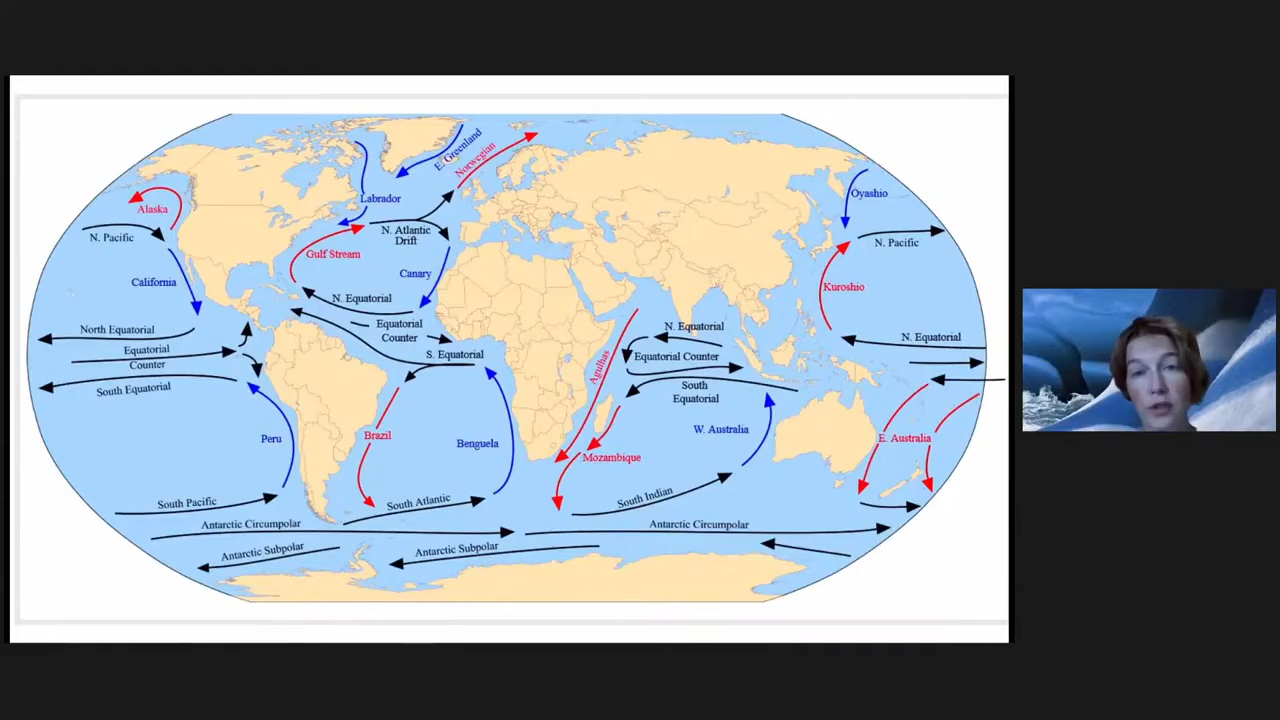 E. Greenland
Norwegian
Labrador
Oyashio
Alaska
N. Pacific
N. Atlantic
Drift
N. Pacific
Gulf Stream
California
Canary
Kuroshio
N. Equatorial
North Equatorial
Equatorial
Counter
N. Equatorial
N. Equatorial
Equatorial
Counter
S. Equatorial
Equatorial Counter
South Equatorial
South
Equatorial
Agulhas
Peru
Brazil
Benguela
W. Australia
E. Australia
Mozambique
South Pacific
South Atlantic
South Indian
Antarctic Circumpolar
Antarctic Circumpolar
Antarctic Subpolar
Antarctic Subpolar